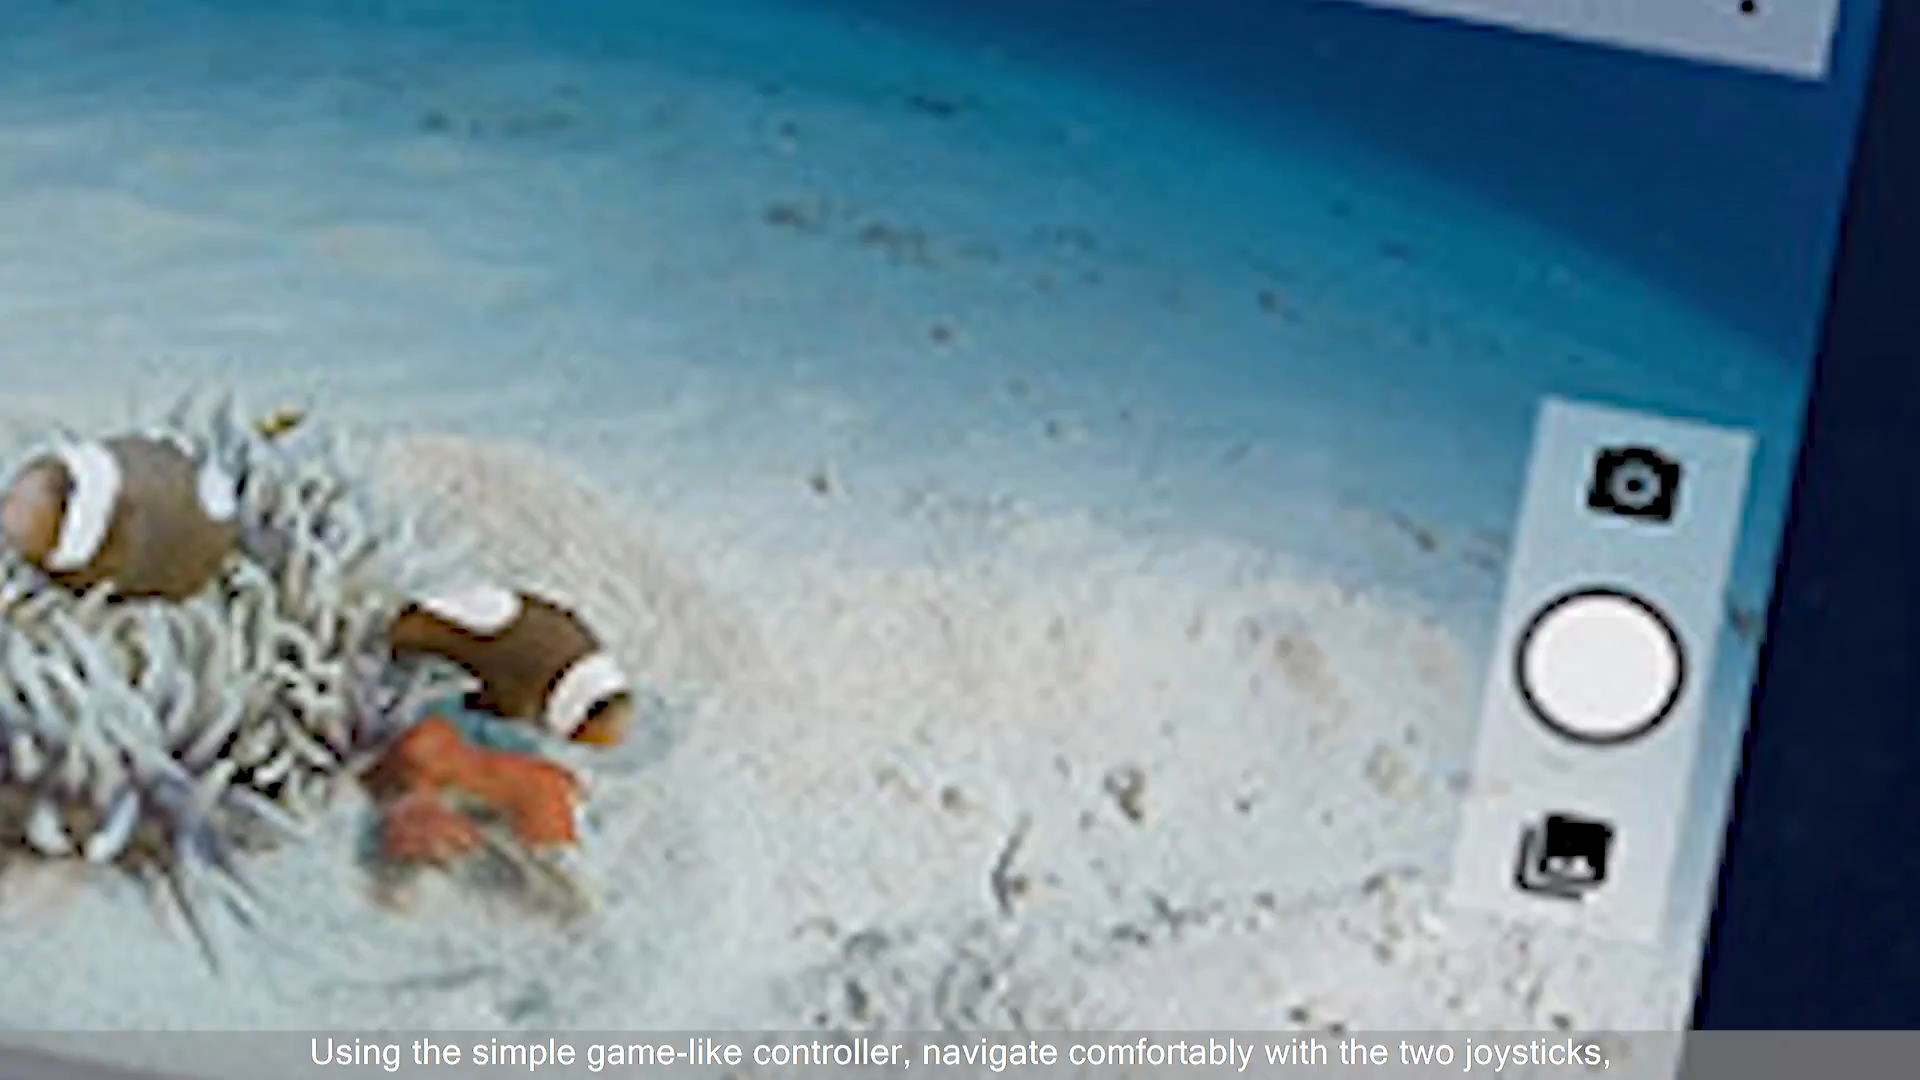 Using the simple game-like controller, navigate comfortably with the two joysticks,